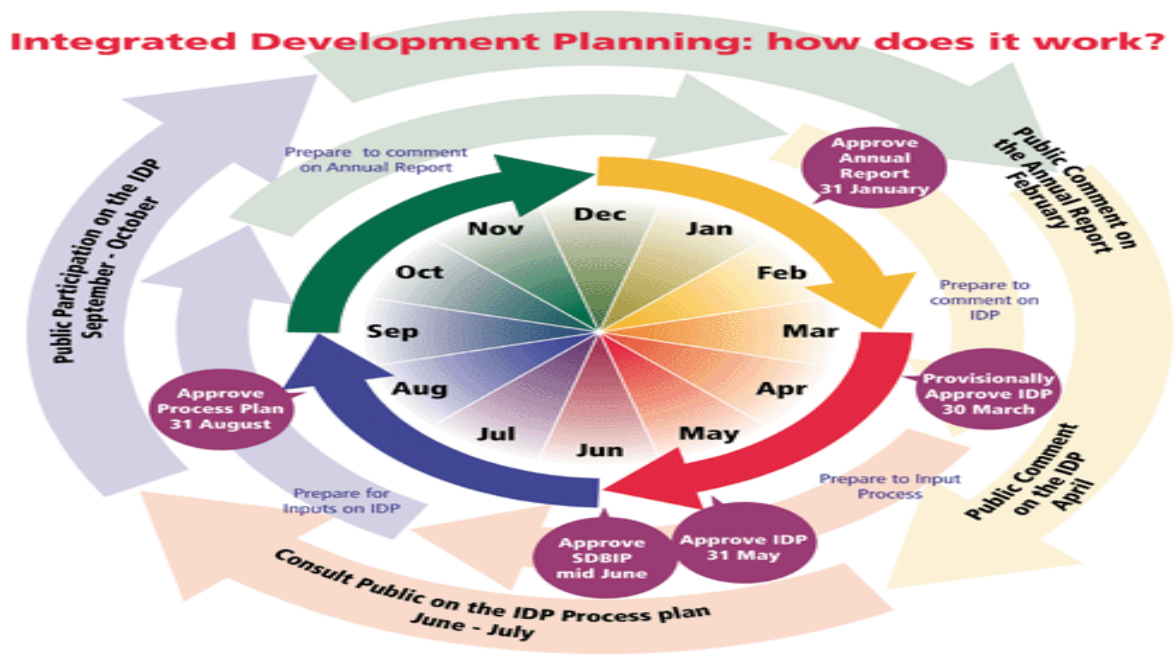 Integrated Development Planning: how does it work?
Prepare to comment
on Annual Report
Approve
Annual
Report
31 January
Public Comment on
the Annual Report
February
Public Participation on the IDP
September - October
Dec
Jan
Feb
Mar
Apr
May
Jun
Jul
Aug
Sep
Oct
Nov
Prepare to
comment on
IDP
Provisionally
Approve IDP
30 March
Public Comment
on the IDP
April
Prepare to Input
Process
Approve IDP
31 May
Approve
SDBIP
mid June
Consult Public on the IDP Process plan
June - July
Prepare for
Inputs on IDP
Approve
Process Plan
31 August